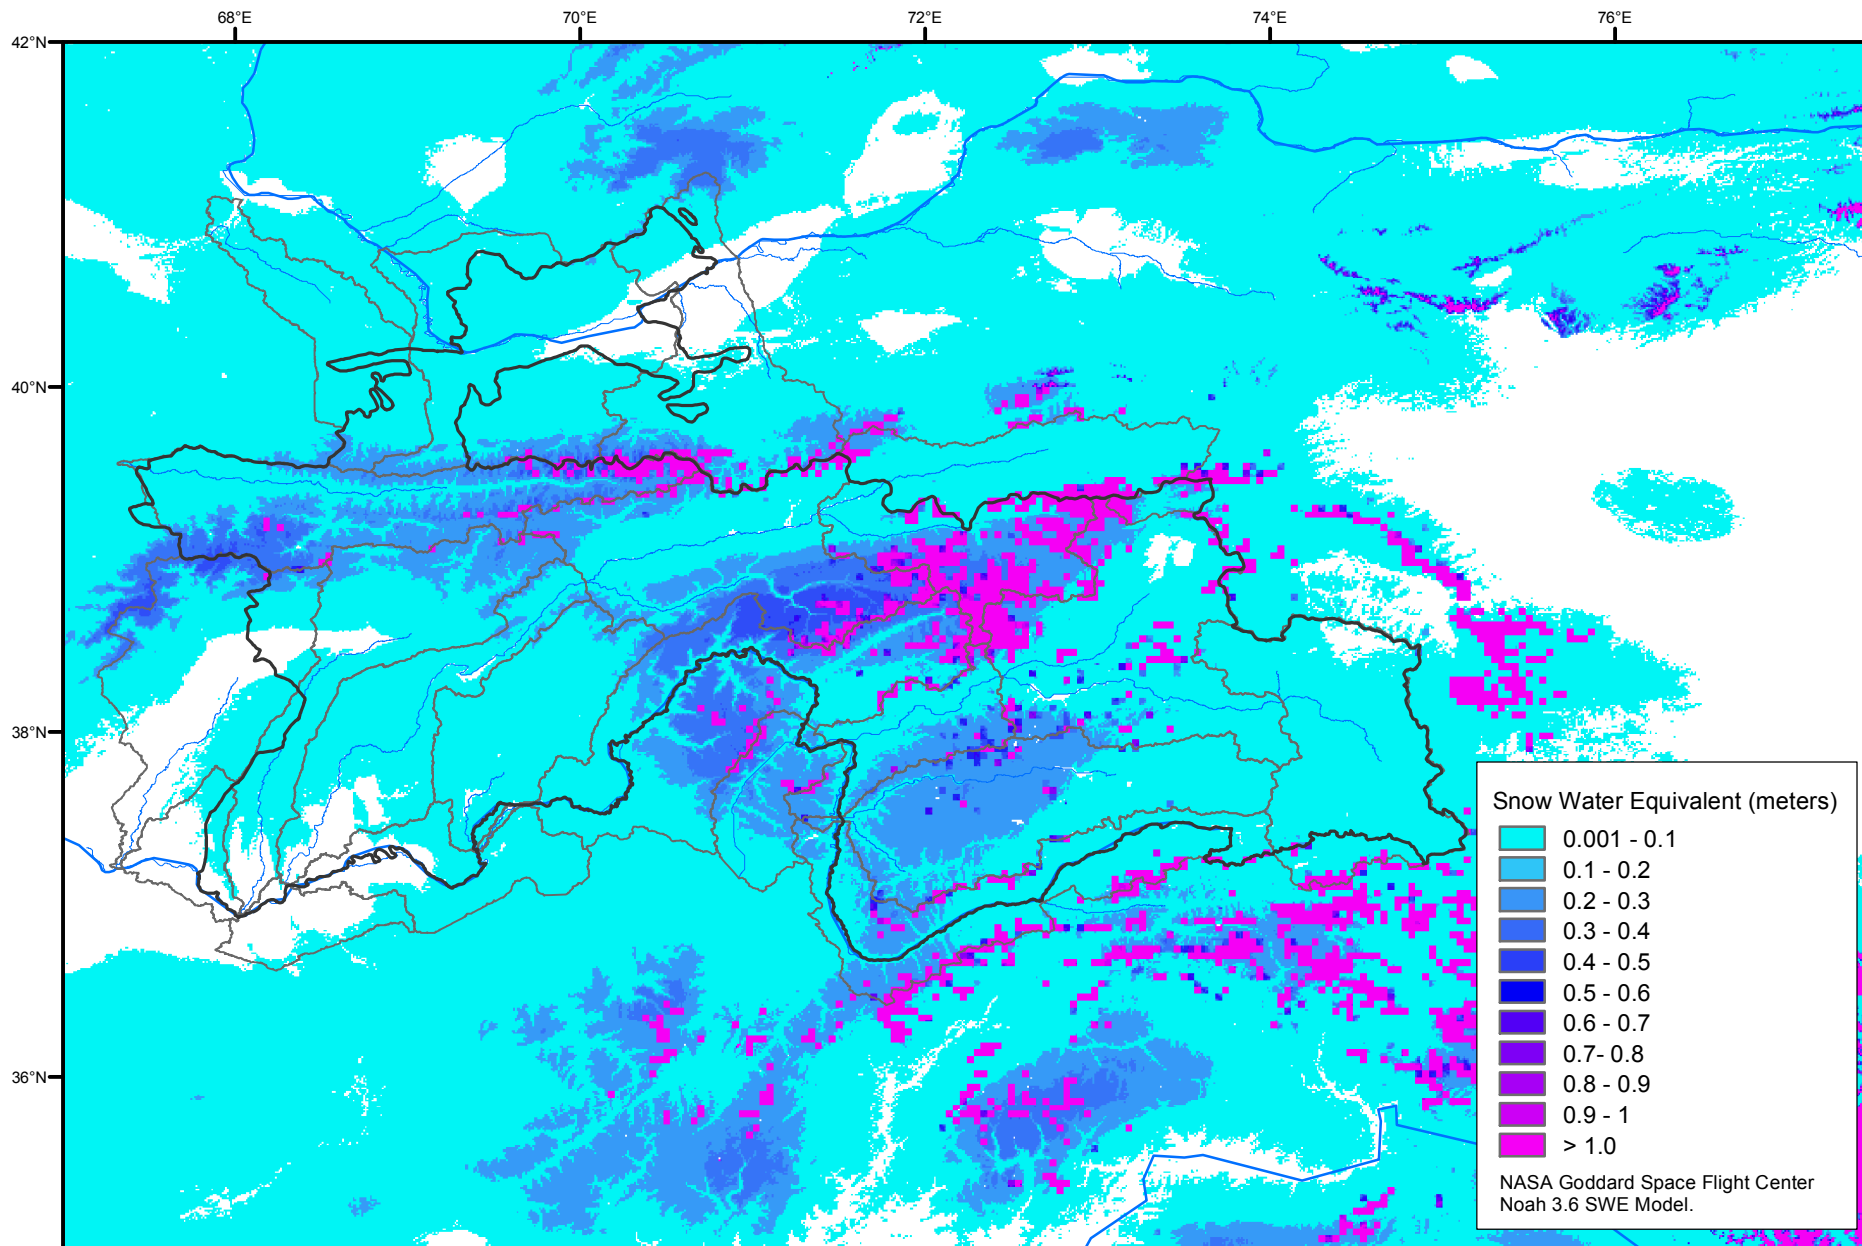 68°E
70°E
72°E
74°E
76°E
42°N
40°N
38°N
36°N
Snow Water Equivalent (meters)
0.001 - 0.1
0.1 - 0.2
0.2 - 0.3
0.3 - 0.4
0.4 - 0.5
0.5 - 0.6
0.6 - 0.7
0.7- 0.8
0.8 - 0.9
0.9 - 1
> 1.0
NASA Goddard Space Flight Center
Noah 3.6 SWE Model.